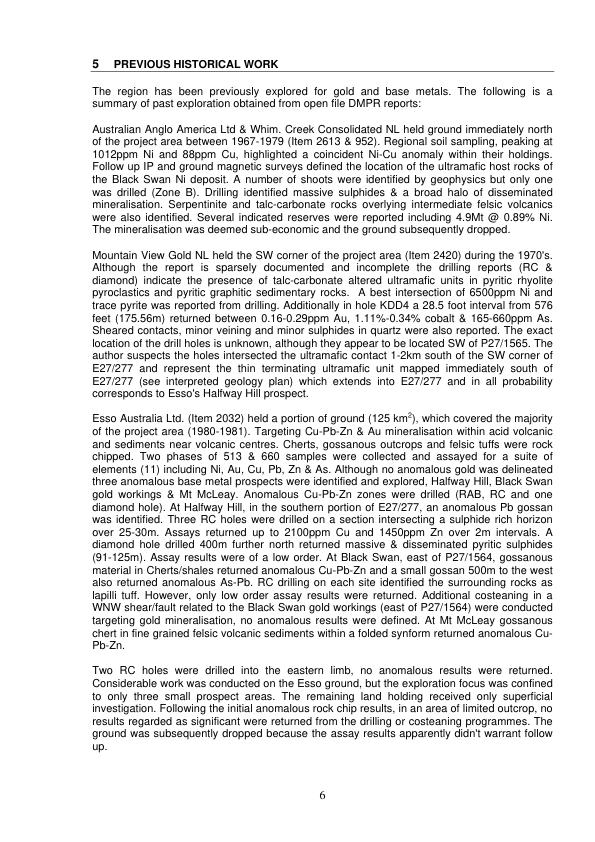 5 PREVIOUS HISTORICAL WORK
The region has been previously explored for gold and base metals. The following is a
summary of past exploration obtained from open file DMPR reports:
Australian Anglo America Ltd & Whim. Creek Consolidated NL held ground immediately north
of the project area between 1967-1979 (Item 2613 & 952). Regional soil sampling, peaking at
1012ppm Ni and 88ppm Cu, highlighted a coincident Ni-Cu anomaly within their holdings.
Follow up IP and ground magnetic surveys defined the location of the ultramafic host rocks of
the Black Swan Ni deposit. A number of shoots were identified by geophysics but only one
was drilled (Zone B). Drilling identified massive sulphides & a broad halo of disseminated
mineralisation. Serpentinite and talc-carbonate rocks overlying intermediate felsic volcanics
were also identified. Several indicated reserves were reported including 4.9Mt @ 0.89% Ni.
The mineralisation was deemed sub-economic and the ground subsequently dropped.
Mountain View Gold NL held the SW corner of the project area (Item 2420) during the 1970's.
Although the report is sparsely documented and incomplete the drilling reports (RC &
diamond) indicate the presence of talc-carbonate altered ultramafic units in pyritic rhyolite
pyroclastics and pyritic graphitic sedimentary rocks. A best intersection of 6500ppm Ni and
trace pyrite was reported from drilling. Additionally in hole KDD4 a 28.5 foot interval from 576
feet (175.56m) returned between 0.16-0.29ppm Au, 1.11%-0.34% cobalt & 165-660ppm As.
Sheared contacts, minor veining and minor sulphides in quartz were also reported. The exact
location of the drill holes is unknown, although they appear to be located SW of P27/1565. The
author suspects the holes intersected the ultramafic contact 1-2km south of the SW corner of
E27/277 and represent the thin terminating ultramafic unit mapped immediately south of
E27/277 (see interpreted geology plan) which extends into E27/277 and in all probability
corresponds to Esso's Halfway Hill prospect.
Esso Australia Ltd. (Item 2032) held a portion of ground (125 km²), which covered the majority
of the project area (1980-1981). Targeting Cu-Pb-Zn & Au mineralisation within acid volcanic
and sediments near volcanic centres. Cherts, gossanous outcrops and felsic tuffs were rock
chipped. Two phases of 513 & 660 samples were collected and assayed for a suite of
elements (11) including Ni, Au, Cu, Pb, Zn & As. Although no anomalous gold was delineated
three anomalous base metal prospects were identified and explored, Halfway Hill, Black Swan
gold workings & Mt McLeay. Anomalous Cu-Pb-Zn zones were drilled (RAB, RC and one
diamond hole). At Halfway Hill, in the southern portion of E27/277, an anomalous Pb gossan
was identified. Three RC holes were drilled on a section intersecting a sulphide rich horizon
over 25-30m. Assays returned up to 2100ppm Cu and 1450ppm Zn over 2m intervals. A
diamond hole drilled 400m further north returned massive & disseminated pyritic sulphides
(91-125m). Assay results were of a low order. At Black Swan, east of P27/1564, gossanous
material in Cherts/shales returned anomalous Cu-Pb-Zn and a small gossan 500m to the west
also returned anomalous As-Pb. RC drilling on each site identified the surrounding rocks as
lapilli tuff. However, only low order assay results were returned. Additional costeaning in a
WNW shear/fault related to the Black Swan gold workings (east of P27/1564) were conducted
targeting gold mineralisation, no anomalous results were defined. At Mt McLeay gossanous
chert in fine grained felsic volcanic sediments within a folded synform returned anomalous Cu-
Pb-Zn.
Two RC holes were drilled into the eastern limb, no anomalous results were returned.
Considerable work was conducted on the Esso ground, but the exploration focus was confined
to only three small prospect areas. The remaining land holding received only superficial
investigation. Following the initial anomalous rock chip results, in an area of limited outcrop, no
results regarded as significant were returned from the drilling or costeaning programmes. The
ground was subsequently dropped because the assay results apparently didn't warrant follow
up.
6